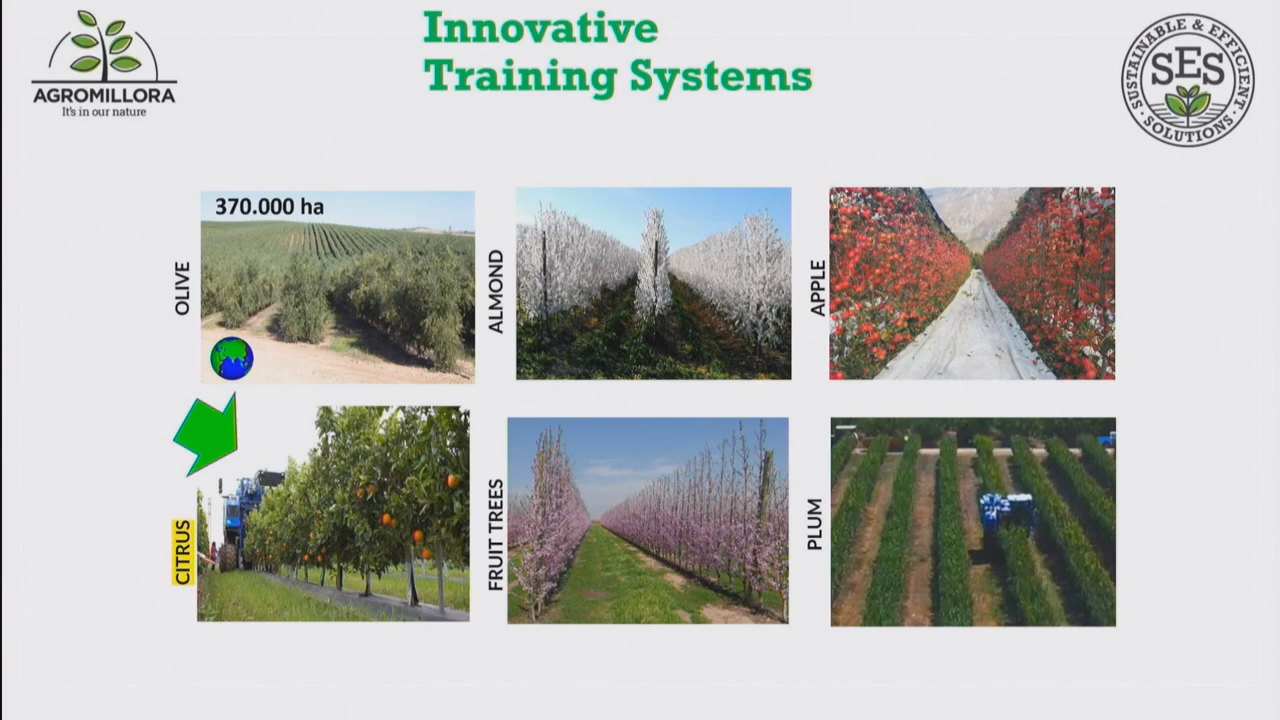 Innovative
Training Systems
AGROMILLORA
It's in our nature
SUSTAINABLE & EFFICIENT
SES
· SOLUTIONS ·
370.000 ha
OLIVE
ALMOND
APPLE
CITRUS
FRUIT TREES
PLUM